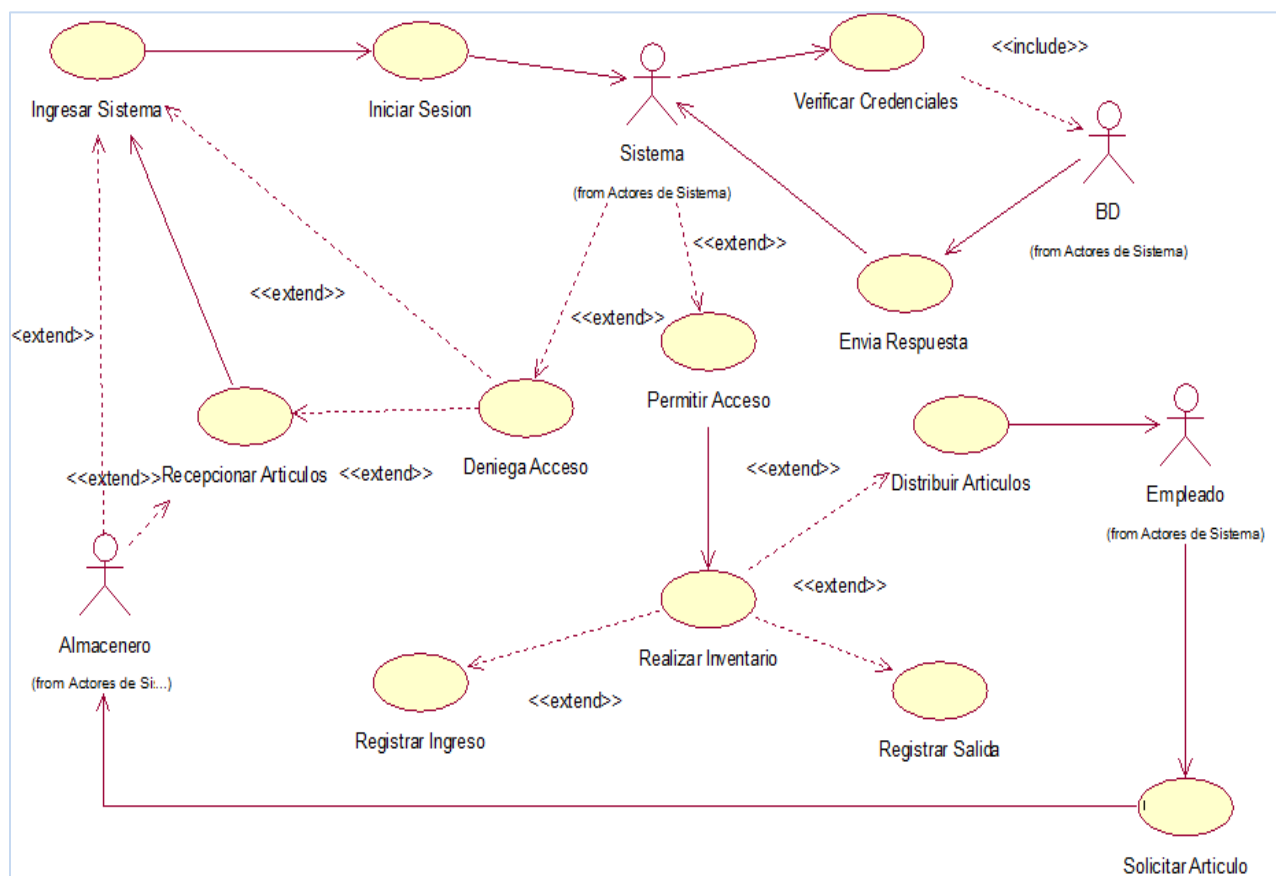 <<include>>
Ingresar Sistema
Iniciar Sesion
Verificar Credenciales
Sistema
(from Actores de Sistema)
BD
(from Actores de Sistema)
<<extend>>
<<extend>>
<extend>>
<<extend>>
Envia Respuesta
Permitir Acceso
Recepcionar Articulos
<<extend>>
<<extend>>
Deniega Acceso
<<extend>>
Distribuir Articulos
Empleado
(from Actores de Sistema)
<<extend>>
Almacenero
(from Actores de Si:...)
Realizar Inventario
<<extend>>
Registrar Ingreso
Registrar Salida
Solicitar Articulo